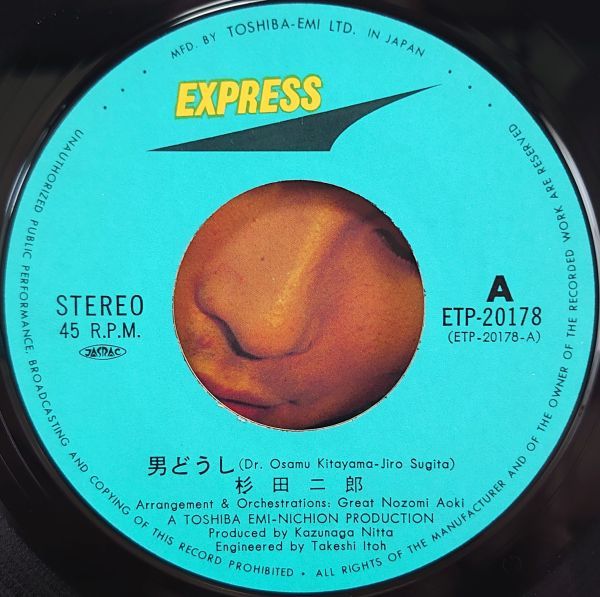 MFD. BY TOSHIBA-EMI LTD. IN JAPAN
EXPRESS
STEREO
45 R.P.M.
JASRAC
A
ETP-20178
(ETP-20178-A)
男どうし (Dr. Osamu Kitayama-Jiro Sugita)
杉田二郎
Arrangement & Orchestrations: Great Nozomi Aoki
A TOSHIBA EMI-NICHION PRODUCTION
Produced by Kazunaga Nitta
Engineered by Takeshi Itoh
UNAUTHORIZED PUBLIC PERFORMANCE, BROADCASTING AND COPYING OF THIS RECORD PROHIBITED • ALL RIGHTS OF THE MANUFACTURER AND OF THE OWNER OF THE RECORDED WORK ARE RESERVED